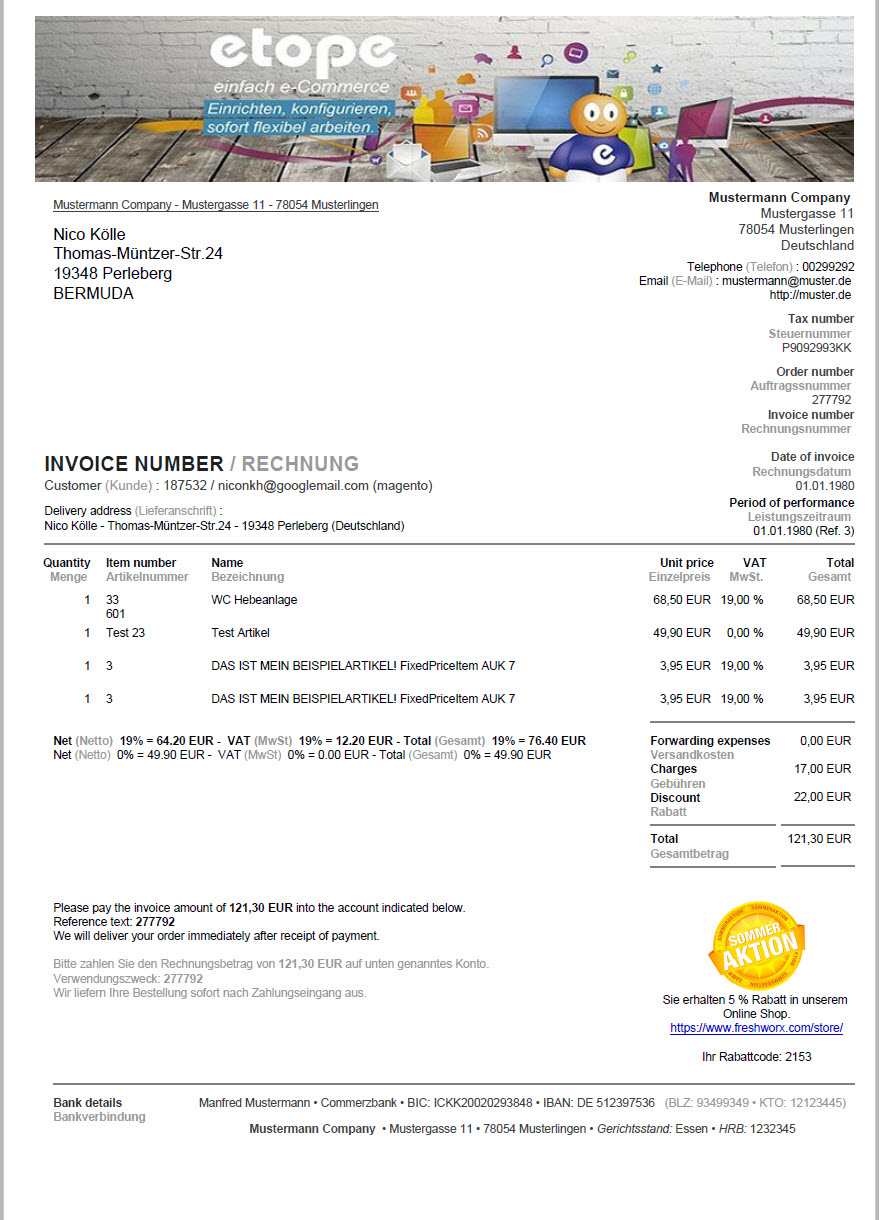 etope
einfach e-Commerce
Einrichten, konfigurieren,
sofort flexibel arbeiten.
Mustermann Company - Mustergasse 11 - 78054 Musterlingen
Nico Kölle
Thomas-Müntzer-Str.24
19348 Perleberg
BERMUDA
Mustermann Company
Mustergasse 11
78054 Musterlingen
Deutschland
Telephone (Telefon) : 00299292
Email (E-Mail) : mustermann@muster.de
http://muster.de
Tax number
Steuernummer
P9092993KK
Order number
Auftragssnummer
277792
Invoice number
Rechnungsnummer
INVOICE NUMBER / RECHNUNG
Customer (Kunde) : 187532 / niconkh@googlemail.com (magento)
Delivery address (Lieferanschrift) :
Nico Kölle - Thomas-Müntzer-Str.24 - 19348 Perleberg (Deutschland)
Date of invoice
Rechnungsdatum
01.01.1980
Period of performance
Leistungszeitraum
01.01.1980 (Ref. 3)
Quantity Item number Name Unit price VAT Total
Menge Artikelnummer Bezeichnung Einzelpreis MwSt. Gesamt
1 33 WC Hebeanlage 68,50 EUR 19,00 % 68,50 EUR
601
1 Test 23 Test Artikel 49,90 EUR 0,00 % 49,90 EUR
1 3 DAS IST MEIN BEISPIELARTIKEL! FixedPriceItem AUK 7 3,95 EUR 19,00 % 3,95 EUR
1 3 DAS IST MEIN BEISPIELARTIKEL! FixedPriceItem AUK 7 3,95 EUR 19,00 % 3,95 EUR
Net (Netto) 19% = 64.20 EUR - VAT (MwSt) 19% = 12.20 EUR - Total (Gesamt) 19% = 76.40 EUR
Net (Netto) 0% = 49.90 EUR - VAT (MwSt) 0% = 0.00 EUR - Total (Gesamt) 0% = 49.90 EUR
Forwarding expenses 0,00 EUR
Versandkosten
Charges 17,00 EUR
Gebühren
Discount 22,00 EUR
Rabatt
Total 121,30 EUR
Gesamtbetrag
Please pay the invoice amount of 121,30 EUR into the account indicated below.
Reference text: 277792
We will deliver your order immediately after receipt of payment.
Bitte zahlen Sie den Rechnungsbetrag von 121,30 EUR auf unten genanntes Konto.
Verwendungszweck: 277792
Wir liefern Ihre Bestellung sofort nach Zahlungseingang aus.
SOMMER
AKTION
Sie erhalten 5 % Rabatt in unserem
Online Shop.
https://www.freshworx.com/store/
Ihr Rabattcode: 2153
Bank details
Bankverbindung
Manfred Mustermann • Commerzbank • BIC: ICKK20020293848 • IBAN: DE 512397536 (BLZ: 93499349 • KTO: 12123445)
Mustermann Company • Mustergasse 11 • 78054 Musterlingen • Gerichtsstand: Essen • HRB: 1232345